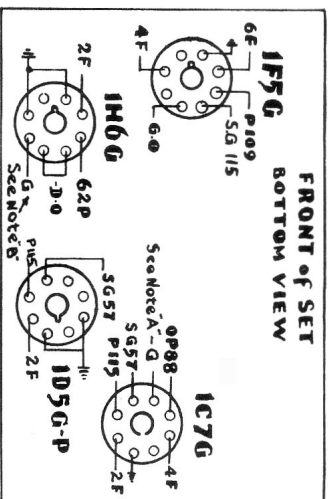 FRONT of SET
BOTTOM VIEW
1F5G
6F
P109
SG 115
4F
G-0
1H6G
2F
62P
-D-0
G
See Note "B"
1D5G-P
SG57
P115
2F
1C7G
OP88
4F
See Note "A" - G
SG57
P115
2F